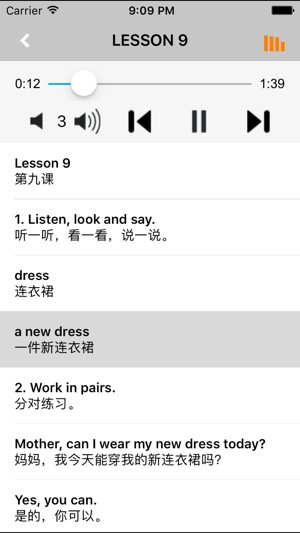 Carrier 9:09 PM
LESSON 9
0:12 1:39
3
Lesson 9
第九课
1. Listen, look and say.
听一听，看一看，说一说。
dress
连衣裙
a new dress
一件新连衣裙
2. Work in pairs.
分对练习。
Mother, can I wear my new dress today?
妈妈，我今天能穿我的新连衣裙吗?
Yes, you can.
是的，你可以。